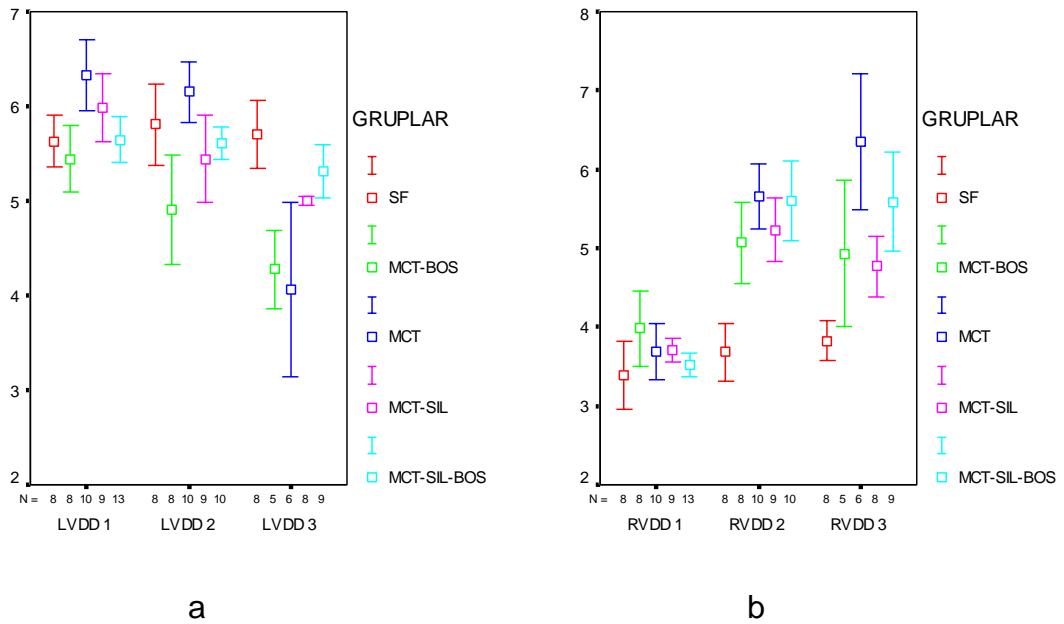 7
6
5
4
3
2
N = 8 8 10 9 13 8 8 10 9 10 8 5 6 8 9
LVDD 1 LVDD 2 LVDD 3
GRUPLAR
SF
MCT-BOS
MCT
MCT-SIL
MCT-SIL-BOS
a
8
7
6
5
4
3
2
N = 8 8 10 9 13 8 8 10 9 10 8 5 6 8 9
RVDD 1 RVDD 2 RVDD 3
GRUPLAR
SF
MCT-BOS
MCT
MCT-SIL
MCT-SIL-BOS
b